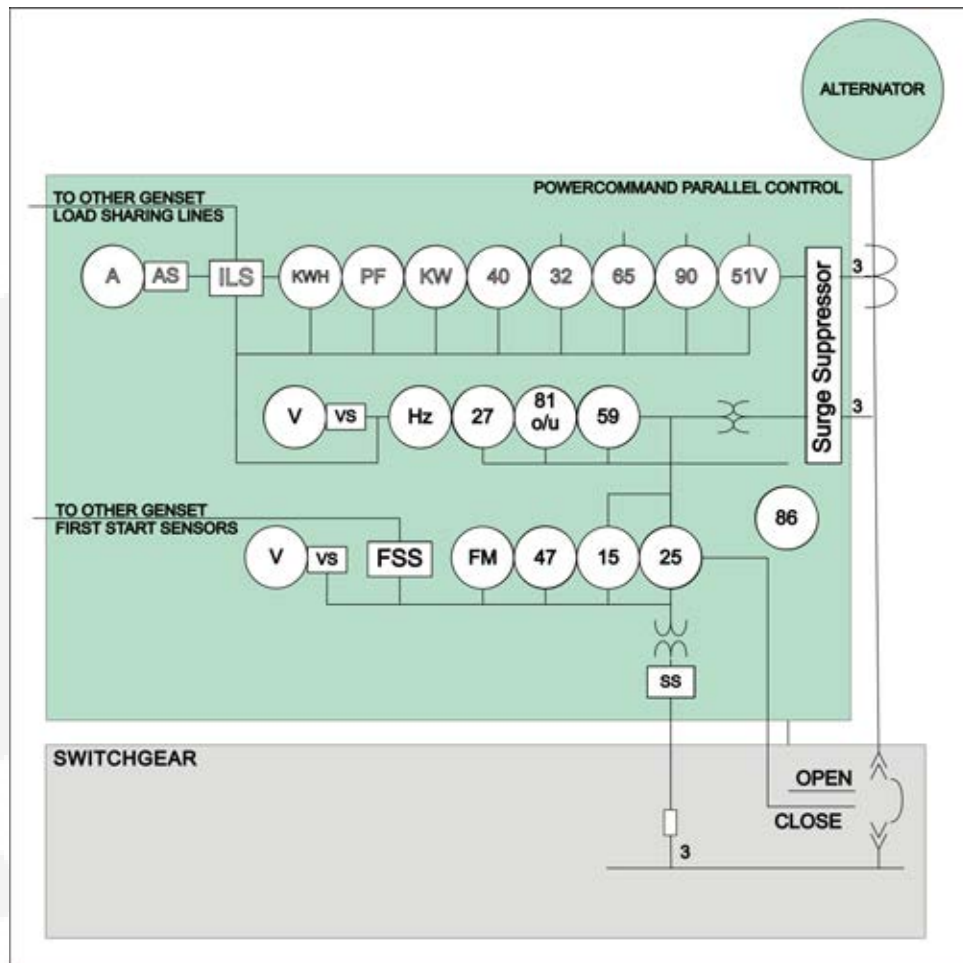 ALTERNATOR
POWERCOMMAND PARALLEL CONTROL
TO OTHER GENSET
LOAD SHARING LINES
A
AS
ILS
KWH
PF
KW
40
32
65
90
51V
Surge Suppressor
3
V
VS
Hz
27
81
o/u
59
3
TO OTHER GENSET
FIRST START SENSORS
86
V
VS
FSS
FM
47
15
25
SS
SWITCHGEAR
OPEN
CLOSE
3